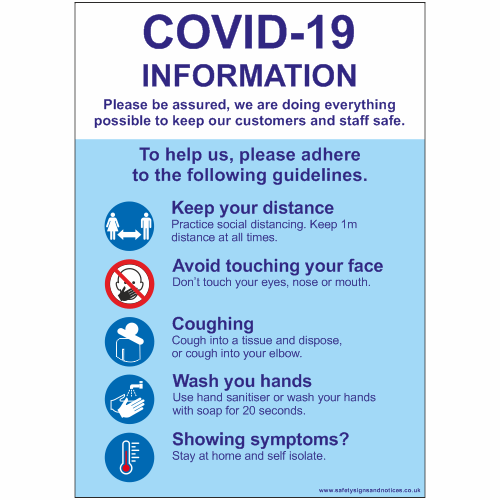 COVID-19
INFORMATION
Please be assured, we are doing everything
possible to keep our customers and staff safe.
To help us, please adhere
to the following guidelines.
Keep your distance
Practice social distancing. Keep 1m
distance at all times.
Avoid touching your face
Don't touch your eyes, nose or mouth.
Coughing
Cough into a tissue and dispose,
or cough into your elbow.
Wash you hands
Use hand sanitiser or wash your hands
with soap for 20 seconds.
Showing symptoms?
Stay at home and self isolate.
www.safetysignsandnotices.co.uk